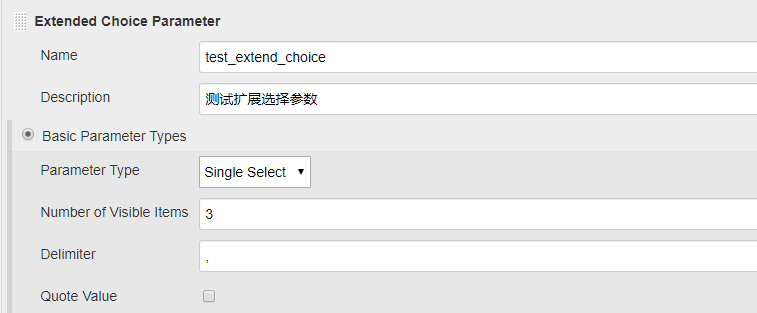 Extended Choice Parameter
Name test_extend_choice
Description 测试扩展选择参数
Basic Parameter Types
Parameter Type Single Select
Number of Visible Items 3
Delimiter ,
Quote Value